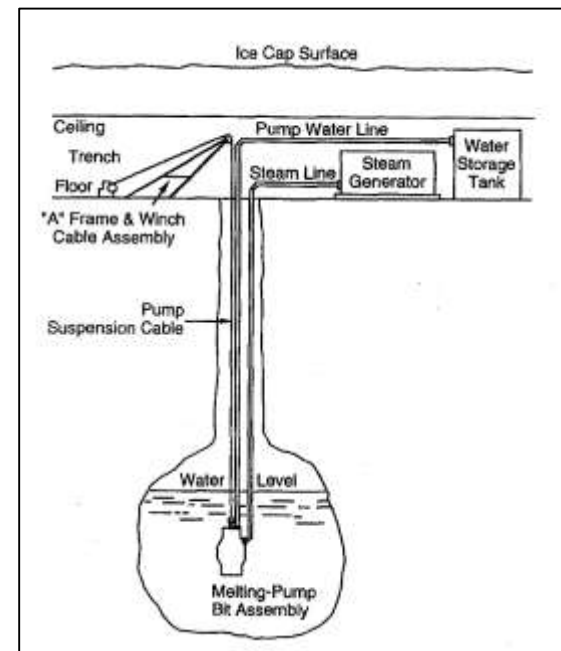 Ice Cap Surface
Ceiling
Pump Water Line
Water
Storage
Tank
Trench
Steam Line
Steam
Generator
Floor
"A" Frame & Winch
Cable Assembly
Pump
Suspension Cable
Water Level
Melting-Pump
Bit Assembly